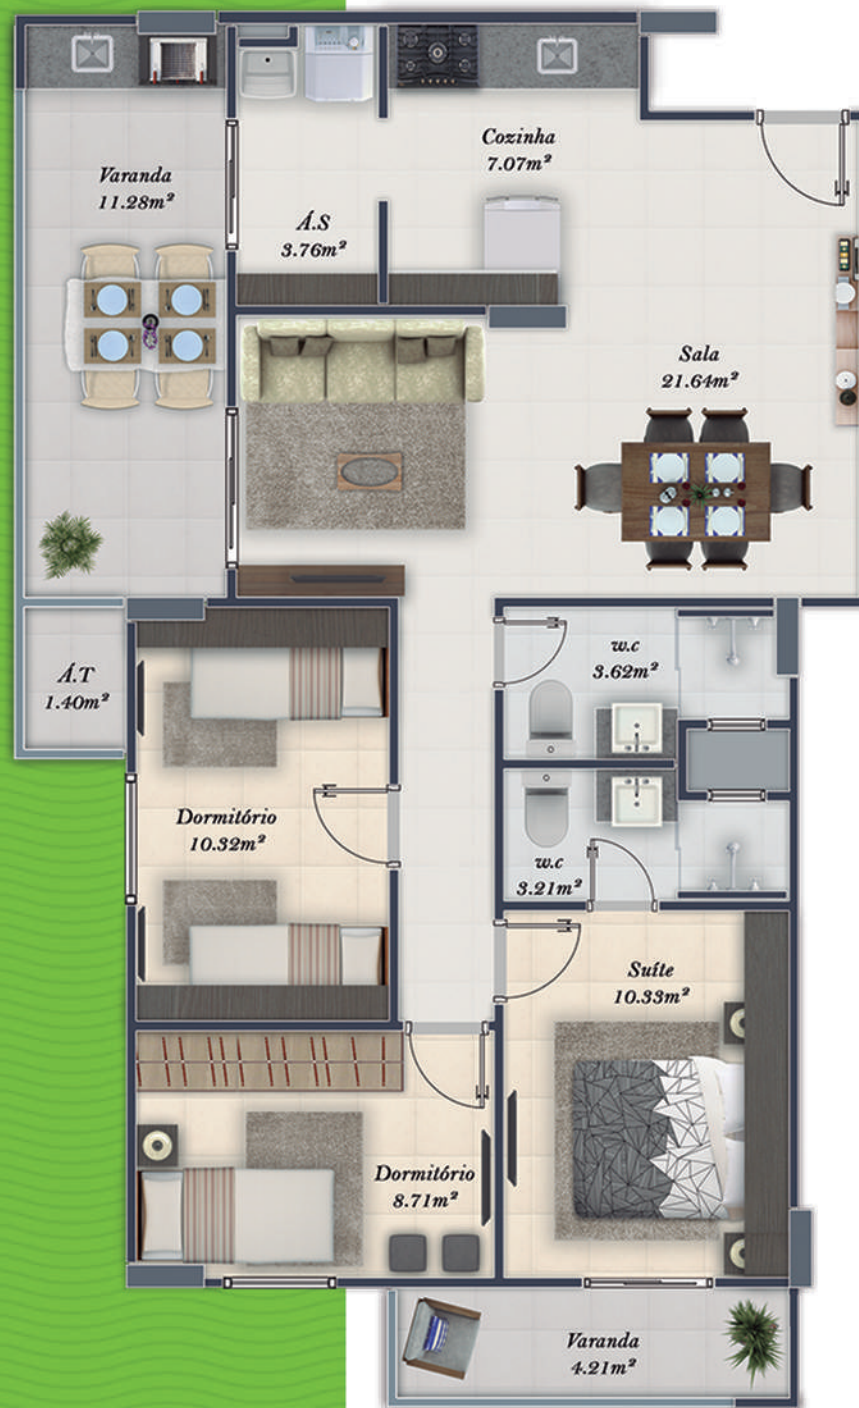 Cozinha
7.07m²
Varanda
11.28m²
Á.S
3.76m²
Sala
21.64m²
w.c
3.62m²
Á.T
1.40m²
Dormitório
10.32m²
w.c
3.21m²
Suíte
10.33m²
Dormitório
8.71m²
Varanda
4.21m²